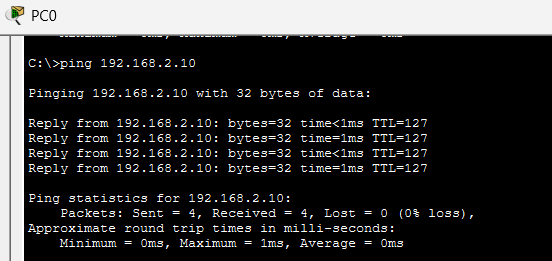 PC0
C:\>ping 192.168.2.10
Pinging 192.168.2.10 with 32 bytes of data:
Reply from 192.168.2.10: bytes=32 time<1ms TTL=127
Reply from 192.168.2.10: bytes=32 time=1ms TTL=127
Reply from 192.168.2.10: bytes=32 time<1ms TTL=127
Reply from 192.168.2.10: bytes=32 time=1ms TTL=127
Ping statistics for 192.168.2.10:
Packets: Sent = 4, Received = 4, Lost = 0 (0% loss),
Approximate round trip times in milli-seconds:
Minimum = 0ms, Maximum = 1ms, Average = 0ms